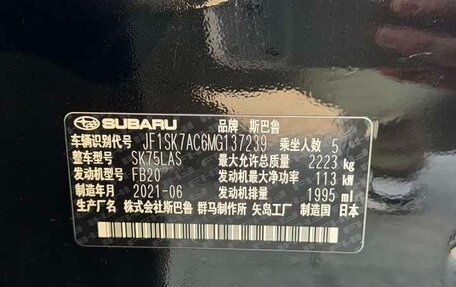 SUBARU 品牌 斯巴鲁
车辆识别代号 JF1SK7AC6MG137239 乘坐人数 5
整车型号 SK75LAS 最大允许总质量 2223 kg
发动机型号 FB20 发动机最大净功率 113 kW
制造年月 2021-06 发动机排量 1995 ml
株式会社斯巴鲁 群马制作所 矢岛工厂 制造国 日本